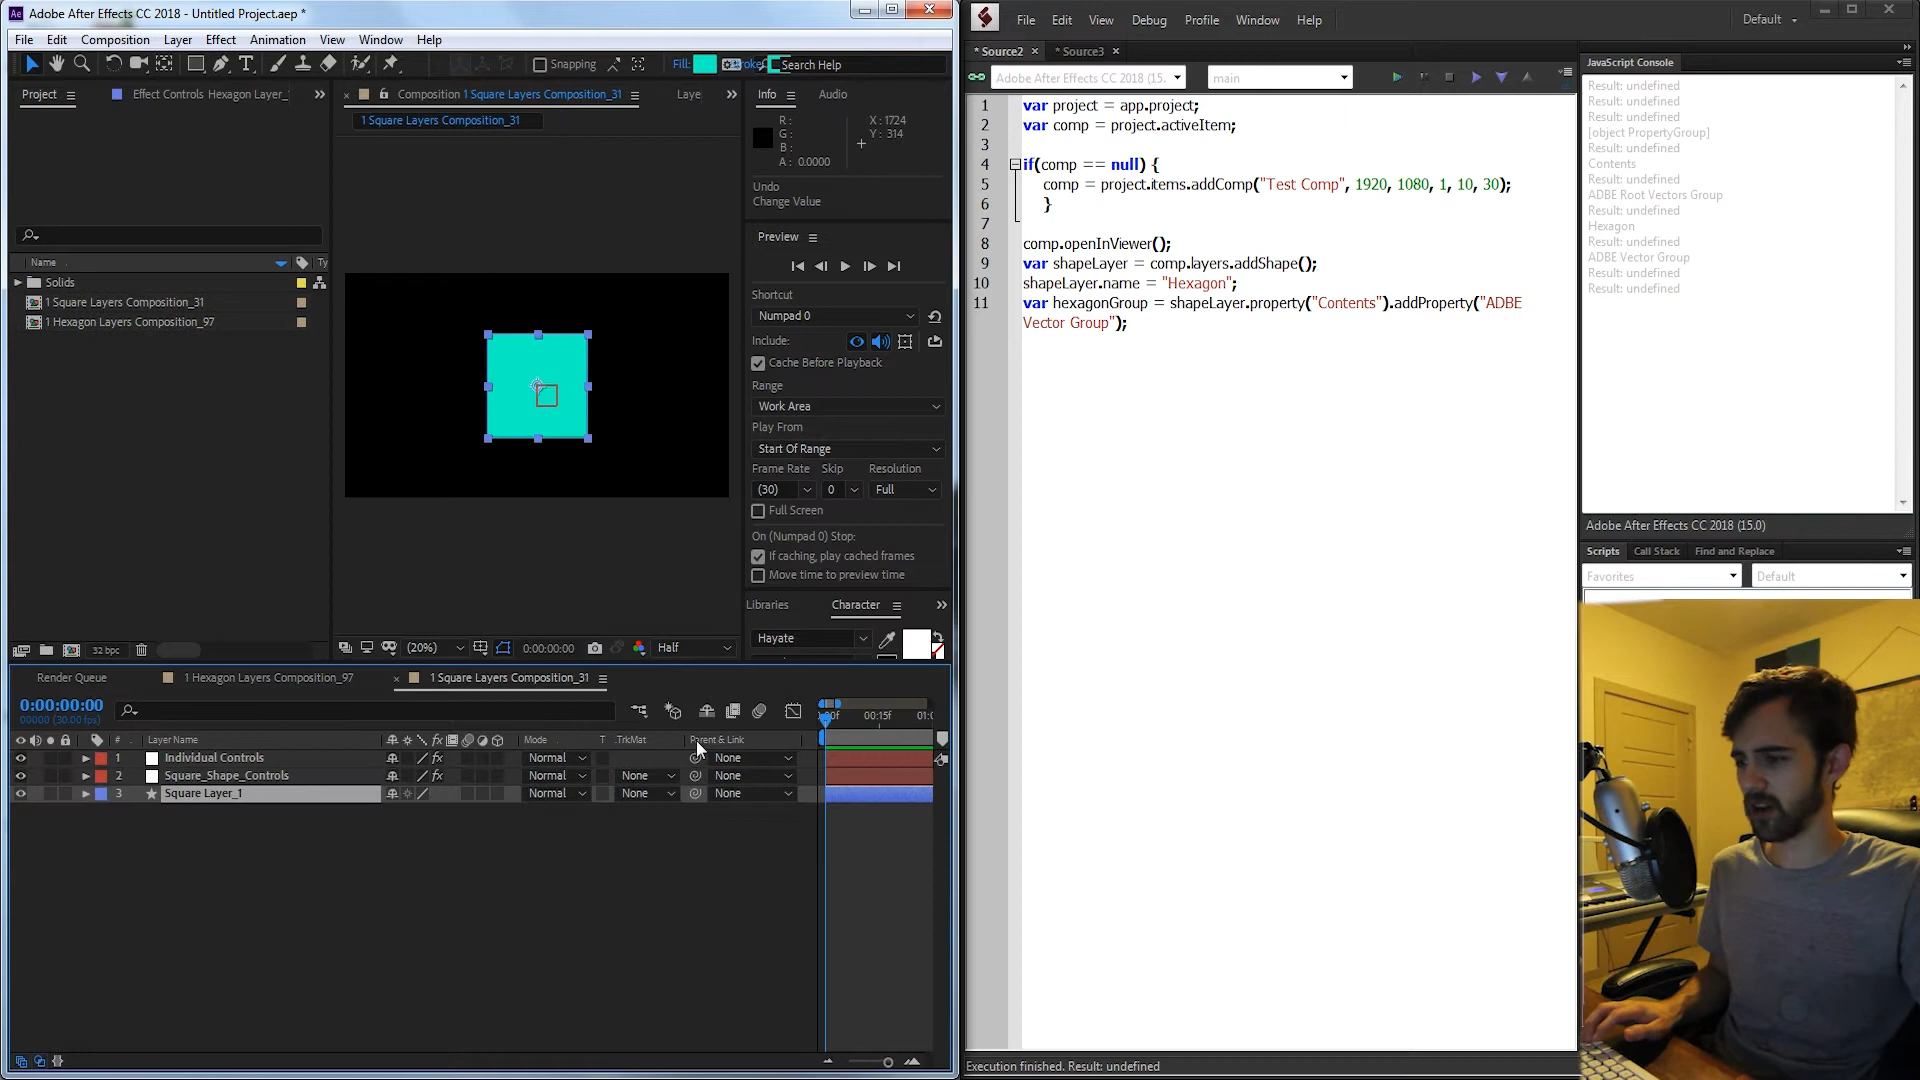 Adobe After Effects CC 2018 - Untitled Project.aep *
File Edit Composition Layer Effect Animation View Window Help
Snapping
Fill:
Search Help
Project
Effect Controls Hexagon Layer_
Name
Ty
Solids
1 Square Layers Composition_31
1 Hexagon Layers Composition_97
32 bpc
Composition 1 Square Layers Composition_31
Laye
1 Square Layers Composition_31
(20%)
0:00:00:00
Half
Info
Audio
R :
G :
B :
A : 0.0000
X : 1724
Y : 314
Undo
Change Value
Preview
Shortcut
Numpad 0
Include:
Cache Before Playback
Range
Work Area
Play From
Start Of Range
Frame Rate Skip Resolution
(30) 0 Full
Full Screen
On (Numpad 0) Stop:
If caching, play cached frames
Move time to preview time
Libraries
Character
Hayate
Render Queue
1 Hexagon Layers Composition_97
1 Square Layers Composition_31
0:00:00:00
00000 (30.00 fps)
:00f 00:15f 01:0
# Layer Name Mode T .TrkMat Parent & Link
1 Individual Controls Normal None
2 Square_Shape_Controls Normal None None
3 Square Layer_1 Normal None None
File Edit View Debug Profile Window Help
Default
* Source2 × * Source3 ×
Adobe After Effects CC 2018 (15.
main
1 var project = app.project;
2 var comp = project.activeItem;
3
4 if(comp == null) {
5 comp = project.items.addComp("Test Comp", 1920, 1080, 1, 10, 30);
6 }
7
8 comp.openInViewer();
9 var shapeLayer = comp.layers.addShape();
10 shapeLayer.name = "Hexagon";
11 var hexagonGroup = shapeLayer.property("Contents").addProperty("ADBE
Vector Group");
Execution finished. Result: undefined
JavaScript Console
Result: undefined
Result: undefined
Result: undefined
[object PropertyGroup]
Result: undefined
Contents
Result: undefined
ADBE Root Vectors Group
Result: undefined
Hexagon
Result: undefined
ADBE Vector Group
Result: undefined
Result: undefined
Adobe After Effects CC 2018 (15.0)
Scripts Call Stack Find and Replace
Favorites
Default